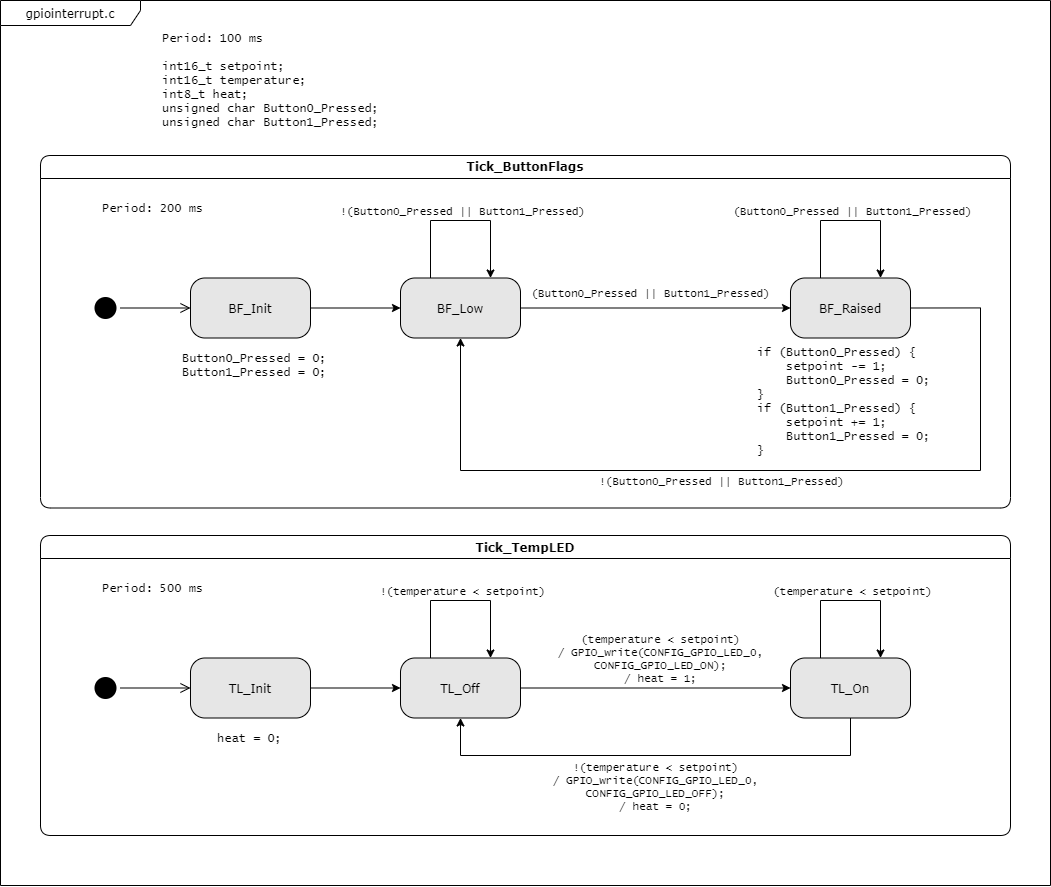 gpiointerrupt.c
Period: 100 ms
int16_t setpoint;
int16_t temperature;
int8_t heat;
unsigned char Button0_Pressed;
unsigned char Button1_Pressed;
Tick_ButtonFlags
Period: 200 ms
!(Button0_Pressed || Button1_Pressed)
(Button0_Pressed || Button1_Pressed)
BF_Init
BF_Low
(Button0_Pressed || Button1_Pressed)
BF_Raised
Button0_Pressed = 0;
Button1_Pressed = 0;
if (Button0_Pressed) {
    setpoint -= 1;
    Button0_Pressed = 0;
}
if (Button1_Pressed) {
    setpoint += 1;
    Button1_Pressed = 0;
}
!(Button0_Pressed || Button1_Pressed)
Tick_TempLED
Period: 500 ms
!(temperature < setpoint)
(temperature < setpoint)
(temperature < setpoint)
/ GPIO_write(CONFIG_GPIO_LED_0,
CONFIG_GPIO_LED_ON);
/ heat = 1;
TL_Init
TL_Off
TL_On
heat = 0;
!(temperature < setpoint)
/ GPIO_write(CONFIG_GPIO_LED_0,
CONFIG_GPIO_LED_OFF);
/ heat = 0;